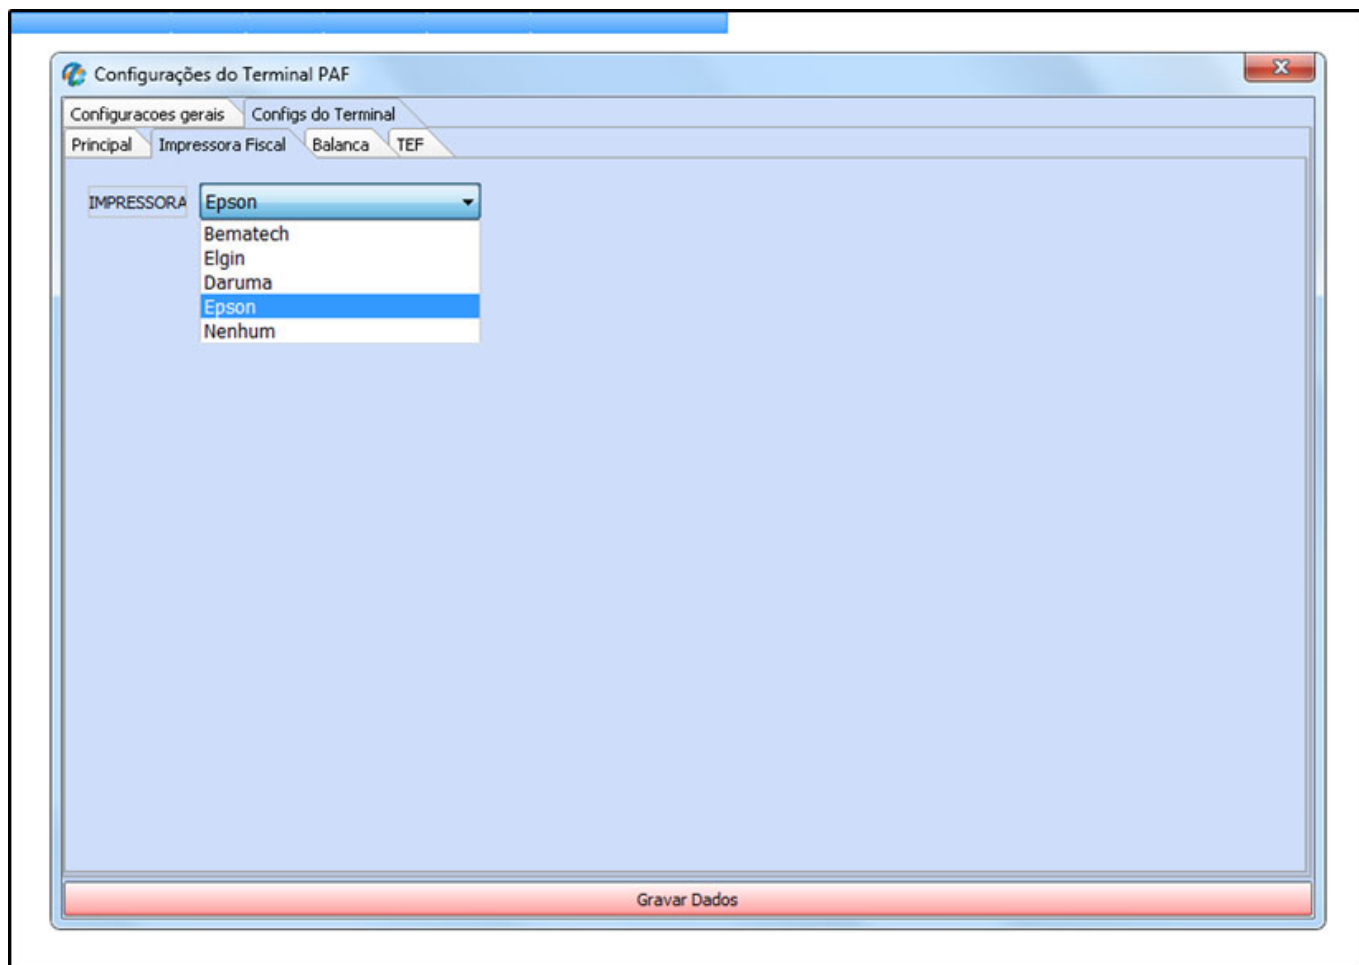 Configurações do Terminal PAF
Configuracoes gerais Configs do Terminal
Principal Impressora Fiscal Balanca TEF
IMPRESSORA Epson
Bematech
Elgin
Daruma
Epson
Nenhum
Gravar Dados